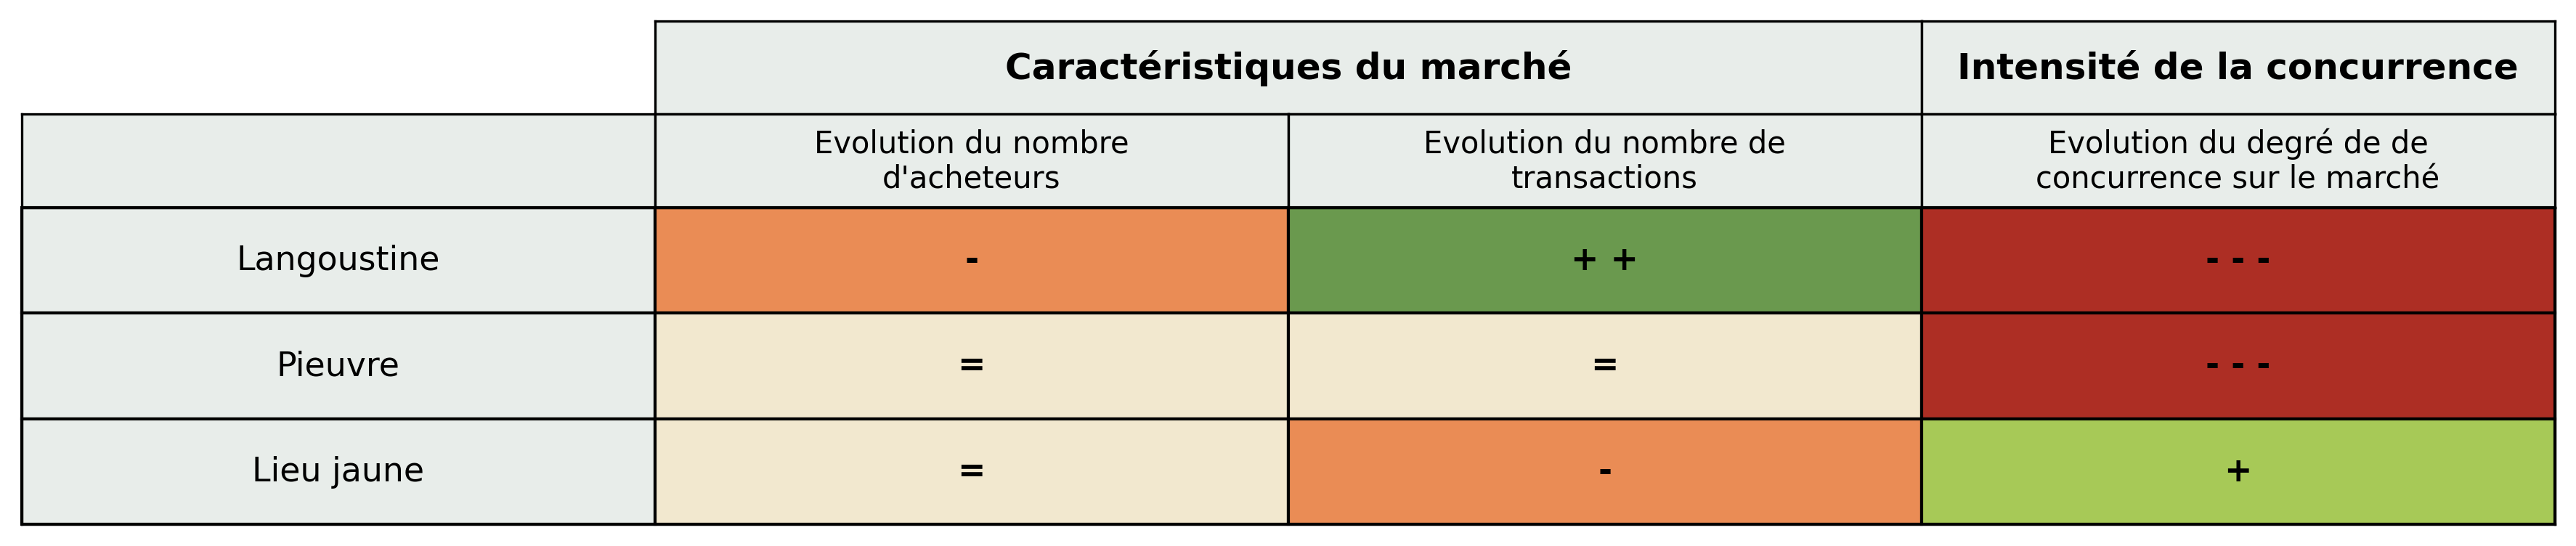 Caractéristiques du marché
Intensité de la concurrence
Evolution du nombre
d'acheteurs
Evolution du nombre de
transactions
Evolution du degré de de
concurrence sur le marché
Langoustine
-
+ +
- - -
Pieuvre
=
=
- - -
Lieu jaune
=
-
+